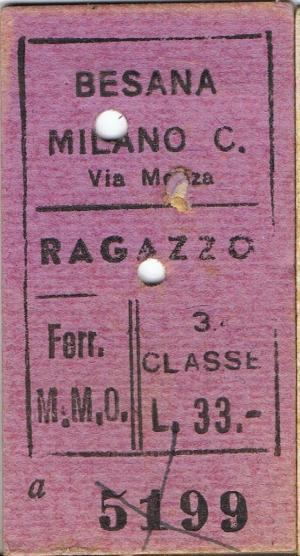 BESANA
MILANO C.
Via Monza
RAGAZZO
Ferr.
M.M.O.
3.a
CLASSE
L. 33.-
a
5199